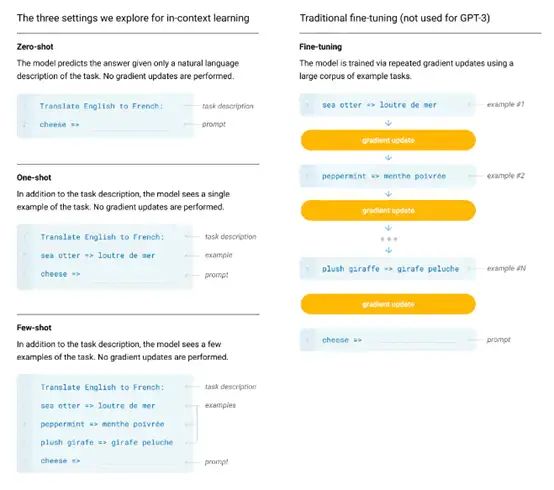 The three settings we explore for in-context learning
Zero-shot
The model predicts the answer given only a natural language
description of the task. No gradient updates are performed.
Translate English to French: task description
cheese => prompt
One-shot
In addition to the task description, the model sees a single
example of the task. No gradient updates are performed.
Translate English to French: task description
sea otter => loutre de mer example
cheese => prompt
Few-shot
In addition to the task description, the model sees a few
examples of the task. No gradient updates are performed.
Translate English to French: task description
sea otter => loutre de mer examples
peppermint => menthe poivrée
plush girafe => girafe peluche
cheese => prompt
Traditional fine-tuning (not used for GPT-3)
Fine-tuning
The model is trained via repeated gradient updates using a
large corpus of example tasks.
sea otter => loutre de mer example #1
gradient update
peppermint => menthe poivrée example #2
gradient update
plush giraffe => girafe peluche example #N
gradient update
cheese => prompt